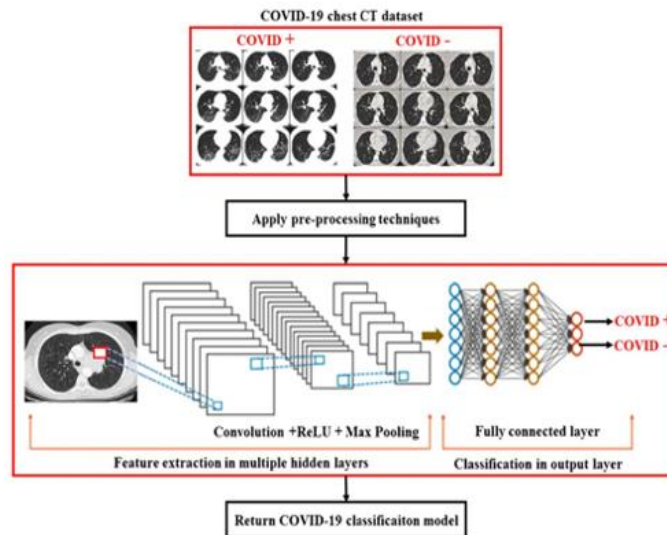 COVID-19 chest CT dataset
COVID + COVID -
Apply pre-processing techniques
COVID +
COVID -
Convolution +ReLU + Max Pooling
Fully connected layer
Feature extraction in multiple hidden layers
Classification in output layer
Return COVID-19 classificaiton model